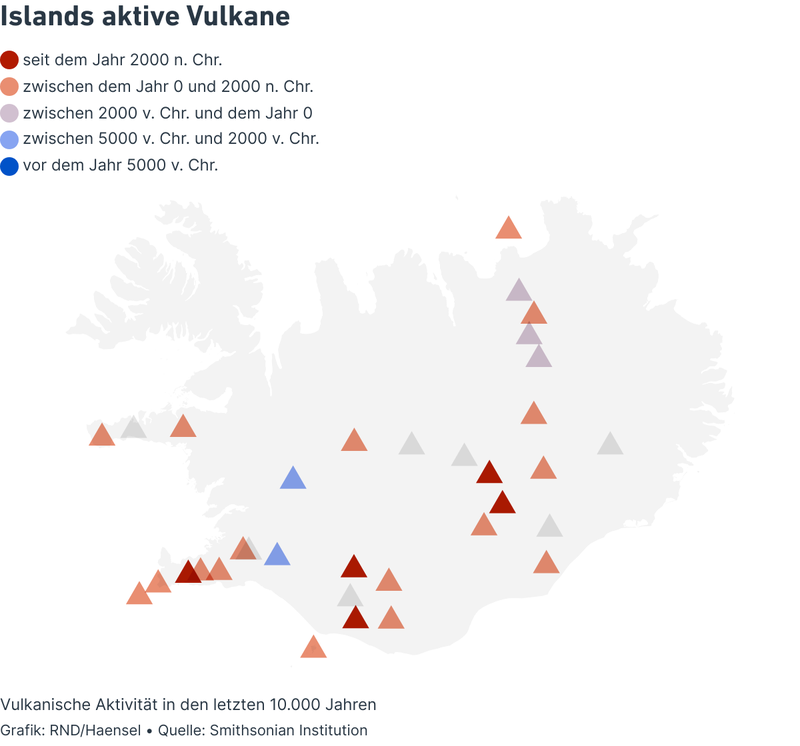 Islands aktive Vulkane
seit dem Jahr 2000 n. Chr.
zwischen dem Jahr 0 und 2000 n. Chr.
zwischen 2000 v. Chr. und dem Jahr 0
zwischen 5000 v. Chr. und 2000 v. Chr.
vor dem Jahr 5000 v. Chr.
Vulkanische Aktivität in den letzten 10.000 Jahren
Grafik: RND/Haensel • Quelle: Smithsonian Institution